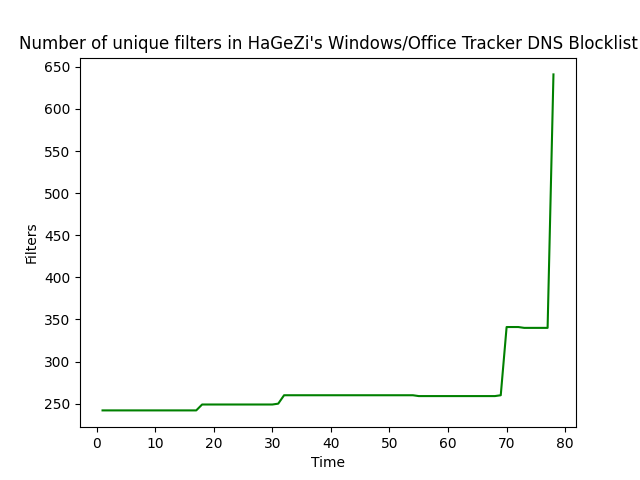 Number of unique filters in HaGeZi's Windows/Office Tracker DNS Blocklist
650
600
550
500
450
400
350
300
250
Filters
0 10 20 30 40 50 60 70 80
Time